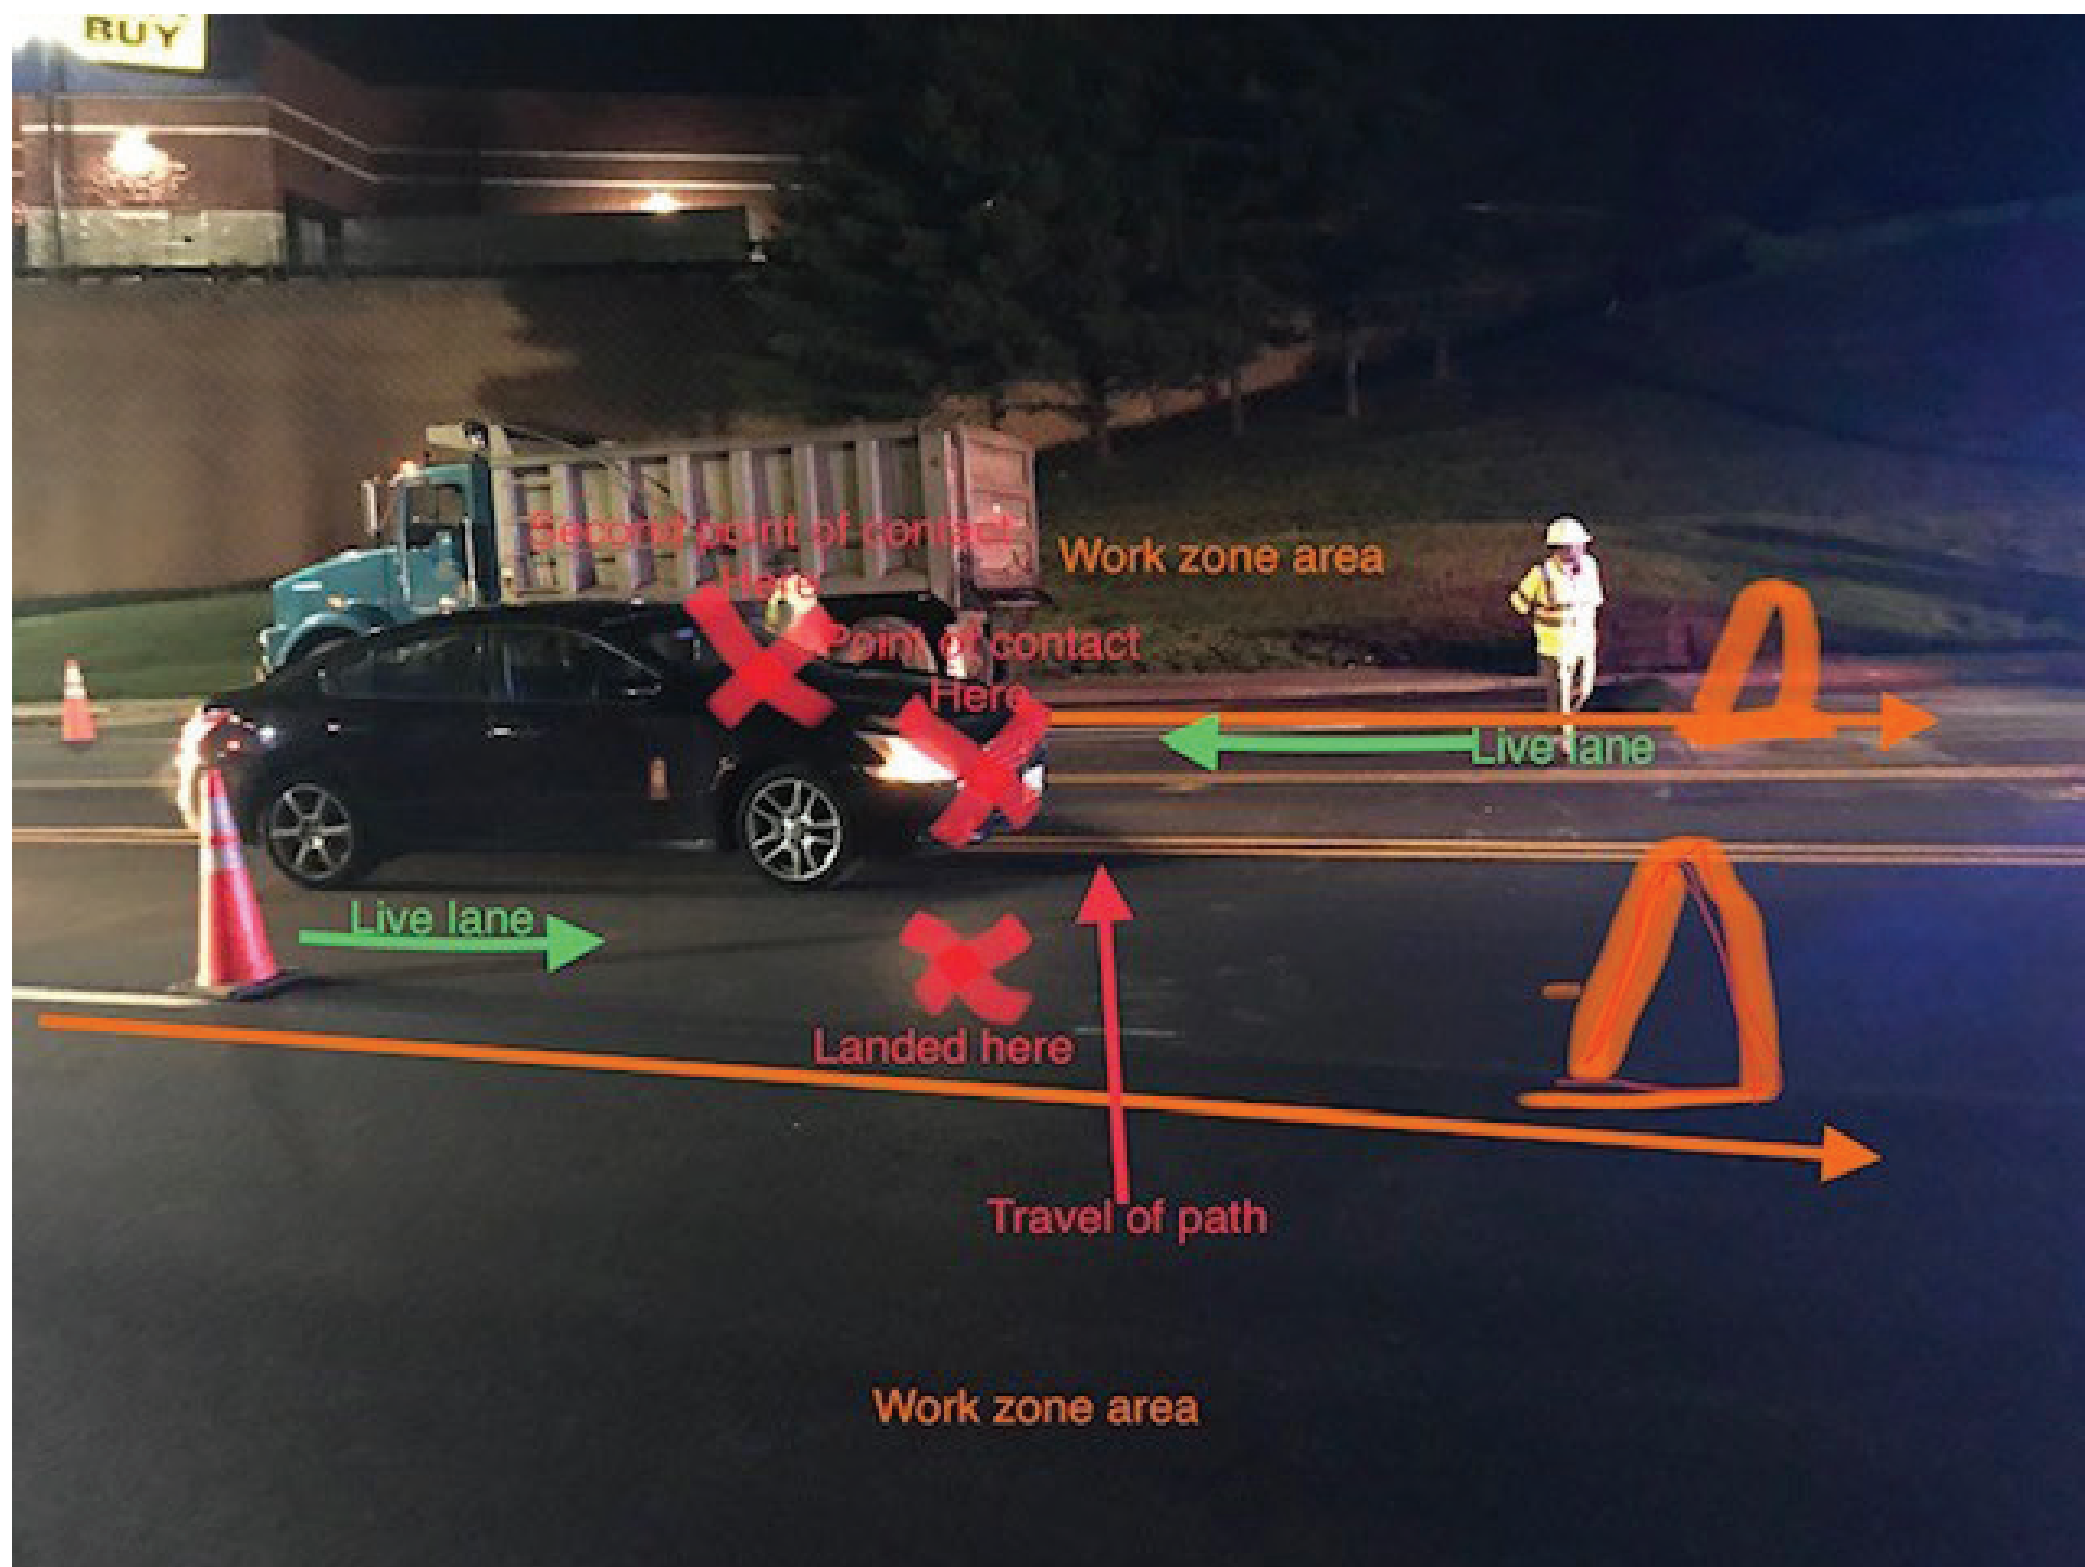 BUY
Second point of contact
Here
Work zone area
Point of contact
Here
Live lane
Live lane
Landed here
Travel of path
Work zone area